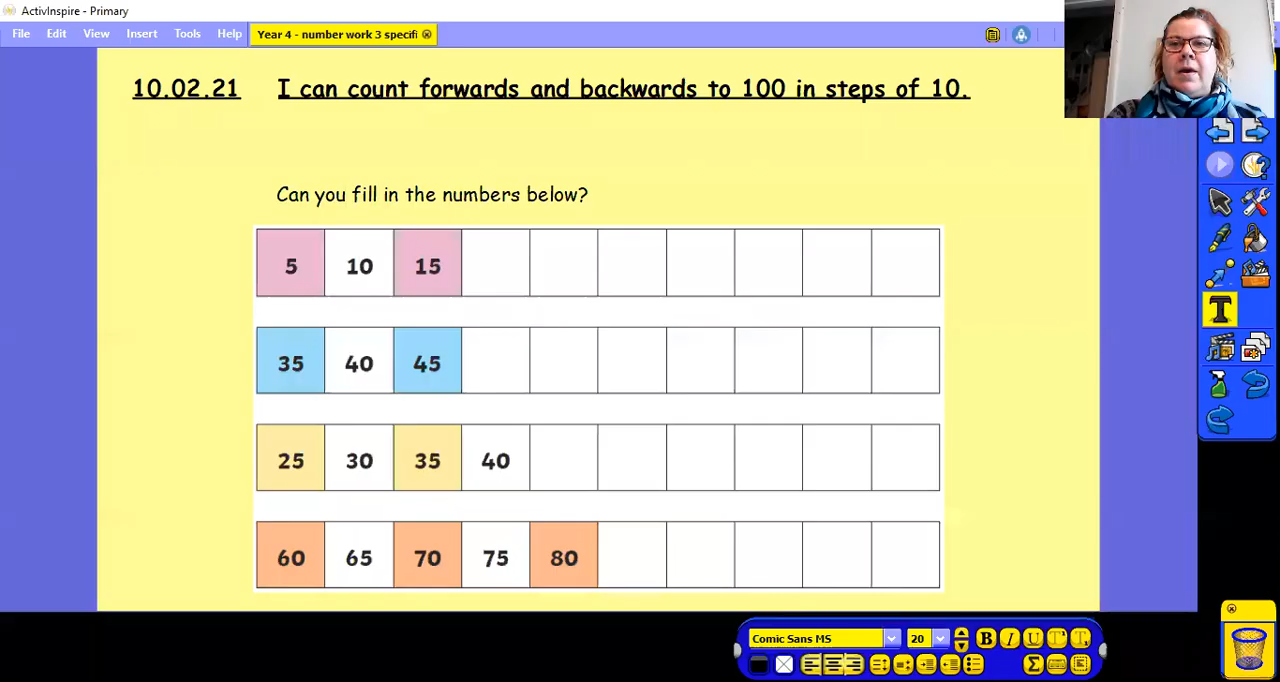 ActivInspire - Primary
File Edit View Insert Tools Help Year 4 - number work 3 specifi
10.02.21 I can count forwards and backwards to 100 in steps of 10.
Can you fill in the numbers below?
5 10 15
35 40 45
25 30 35 40
60 65 70 75 80
Comic Sans MS 20
B I U